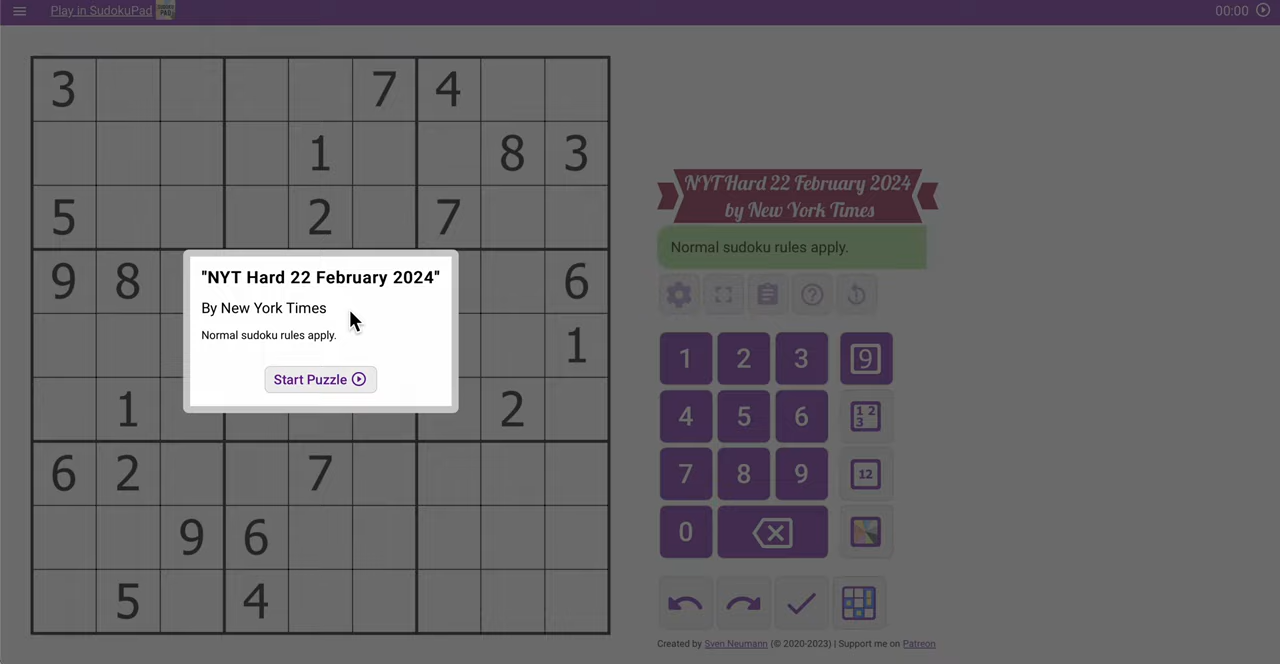 Play in SudokuPad
00:00
3 7 4
1 8 3
5 2 7
9 8 6
1
1 2
6 2 7
9 6
5 4
"NYT Hard 22 February 2024"
By New York Times
Normal sudoku rules apply.
Start Puzzle
NYT Hard 22 February 2024
by New York Times
Normal sudoku rules apply.
1 2 3 9
4 5 6 1 2 3
7 8 9 12
0
Created by Sven Neumann (© 2020-2023) | Support me on Patreon